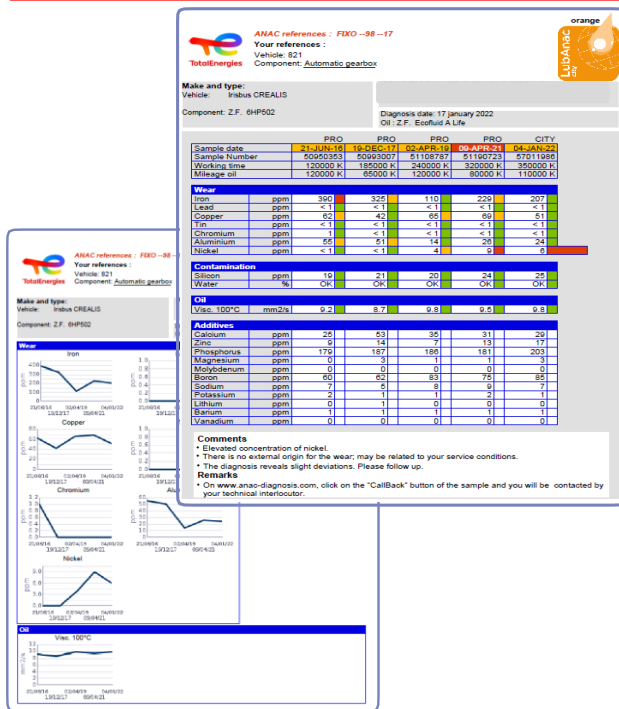 orange
ANAC references : FIXO --98 --17
Your references :
Vehicle: 821
Component: Automatic gearbox
TotalEnergies
LubAnac
city
Make and type:
Vehicle: Irisbus CREALIS
Component: Z.F. 6HP502
Diagnosis date: 17 january 2022
Oil : Z.F. Ecofluid A Life
PRO PRO PRO PRO CITY
Sample date 21-JUN-16 19-DEC-17 02-APR-19 09-APR-21 04-JAN-22
Sample Number 50950353 50993007 51108787 51190723 57011986
Working time 120000 K 185000 K 240000 K 320000 K 350000 K
Mileage oil 120000 K 65000 K 120000 K 80000 K 110000 K
Wear
Iron ppm 390 325 110 229 207
Lead ppm < 1 < 1 < 1 < 1 < 1
Copper ppm 62 42 65 69 51
Tin ppm < 1 < 1 < 1 < 1 < 1
Chromium ppm 1 < 1 < 1 < 1 < 1
Aluminium ppm 55 51 14 26 24
Nickel ppm < 1 < 1 4 9 6
Contamination
Silicon ppm 19 21 20 24 25
Water % OK OK OK OK OK
Oil
Visc. 100°C mm2/s 9.2 8.7 9.8 9.5 9.8
Additives
Calcium ppm 25 53 35 31 29
Zinc ppm 9 14 7 13 17
Phosphorus ppm 179 187 186 181 203
Magnesium ppm 0 3 1 1 3
Molybdenum ppm 0 0 0 0 0
Boron ppm 60 62 83 75 85
Sodium ppm 7 5 8 9 7
Potassium ppm 2 1 1 2 1
Lithium ppm 0 1 0 0 0
Barium ppm 1 1 1 1 1
Vanadium ppm 0 0 0 0 0
Comments
• Elevated concentration of nickel.
• There is no external origin for the wear; may be related to your service conditions.
• The diagnosis reveals slight deviations. Please follow up.
Remarks
• On www.anac-diagnosis.com, click on the "CallBack" button of the sample and you will be contacted by
your technical interlocutor.
ANAC references : FIXO --98 --
Your references :
Vehicle: 821
Component: Automatic gearbox
TotalEnergies
Make and type:
Vehicle: Irisbus CREALIS
Component: Z.F. 6HP502
Wear
Iron
ppm
Copper
ppm
Chromium
ppm
Nickel
ppm
Oil
Visc. 100°C
mm2/s